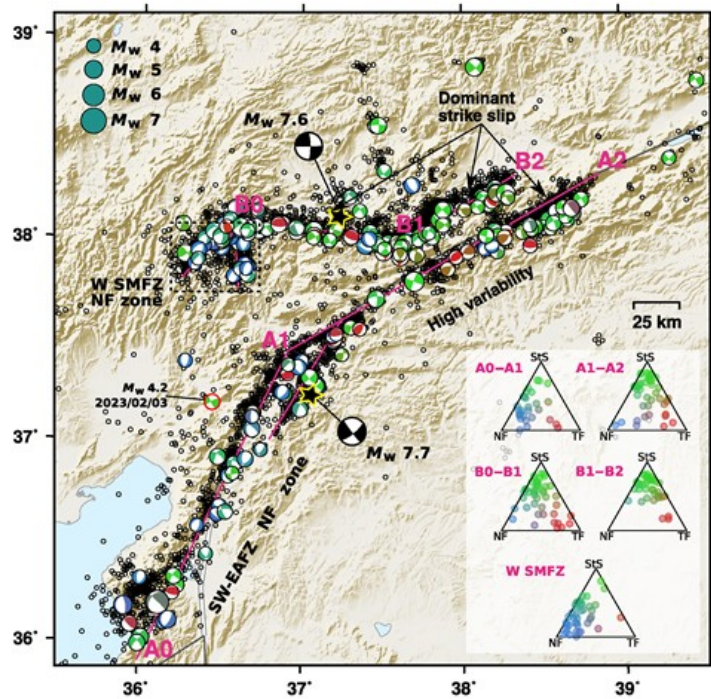 Mw 4
Mw 5
Mw 6
Mw 7
Mw 7.6
Dominant
strike slip
B2
A2
B0
B1
W SMFZ
NF zone
High variability
25 km
A1
Mw 4.2
2023/02/03
Mw 7.7
SW-EAFZ NF zone
A0
A0–A1
StS
NF
TF
A1–A2
StS
NF
TF
B0–B1
StS
NF
TF
B1–B2
StS
NF
TF
W SMFZ
StS
NF
TF
39°
38°
37°
36°
36°
37°
38°
39°